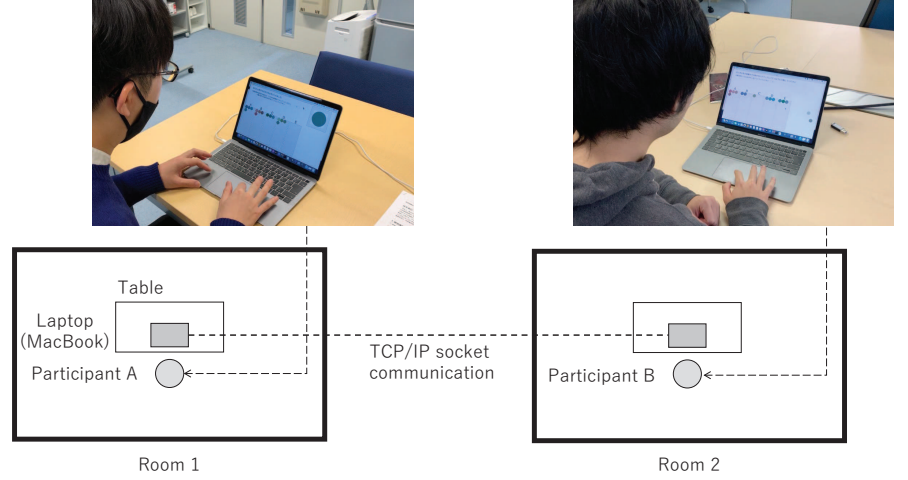 Table
Laptop
(MacBook)
Participant A
TCP/IP socket
communication
Participant B
Room 1
Room 2